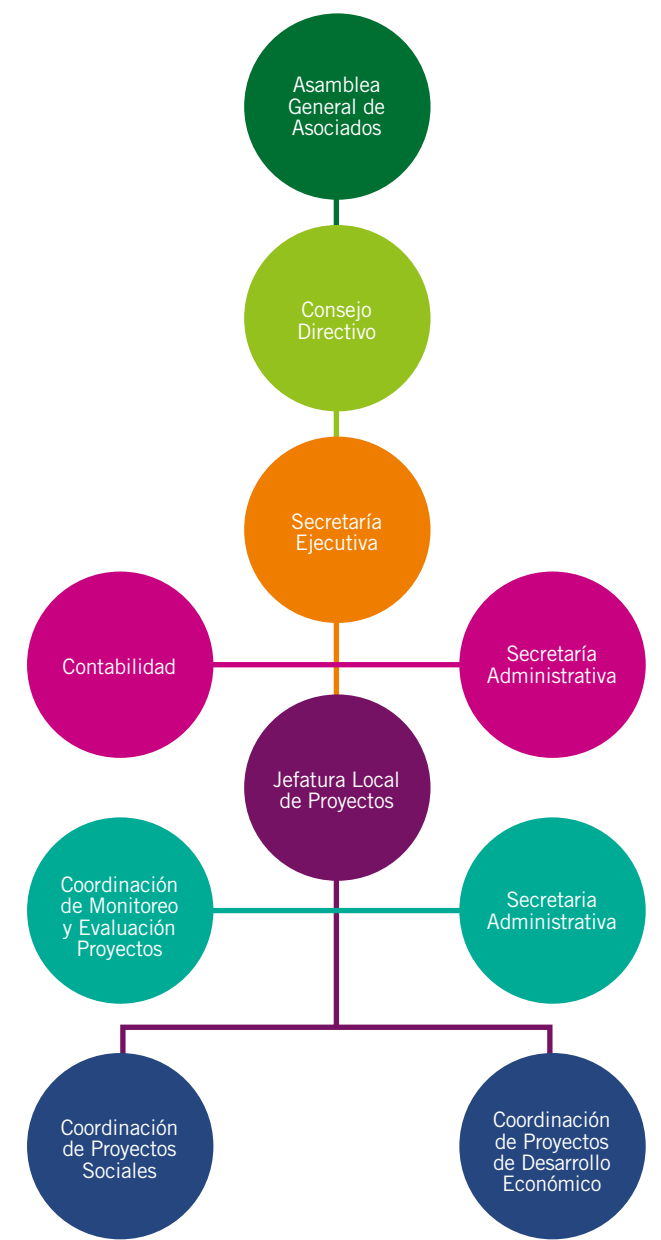 Asamblea
General de
Asociados
Consejo
Directivo
Secretaría
Ejecutiva
Contabilidad
Secretaría
Administrativa
Jefatura Local
de Proyectos
Coordinación
de Monitoreo
y Evaluación
Proyectos
Secretaria
Administrativa
Coordinación
de Proyectos
Sociales
Coordinación
de Proyectos
de Desarrollo
Económico